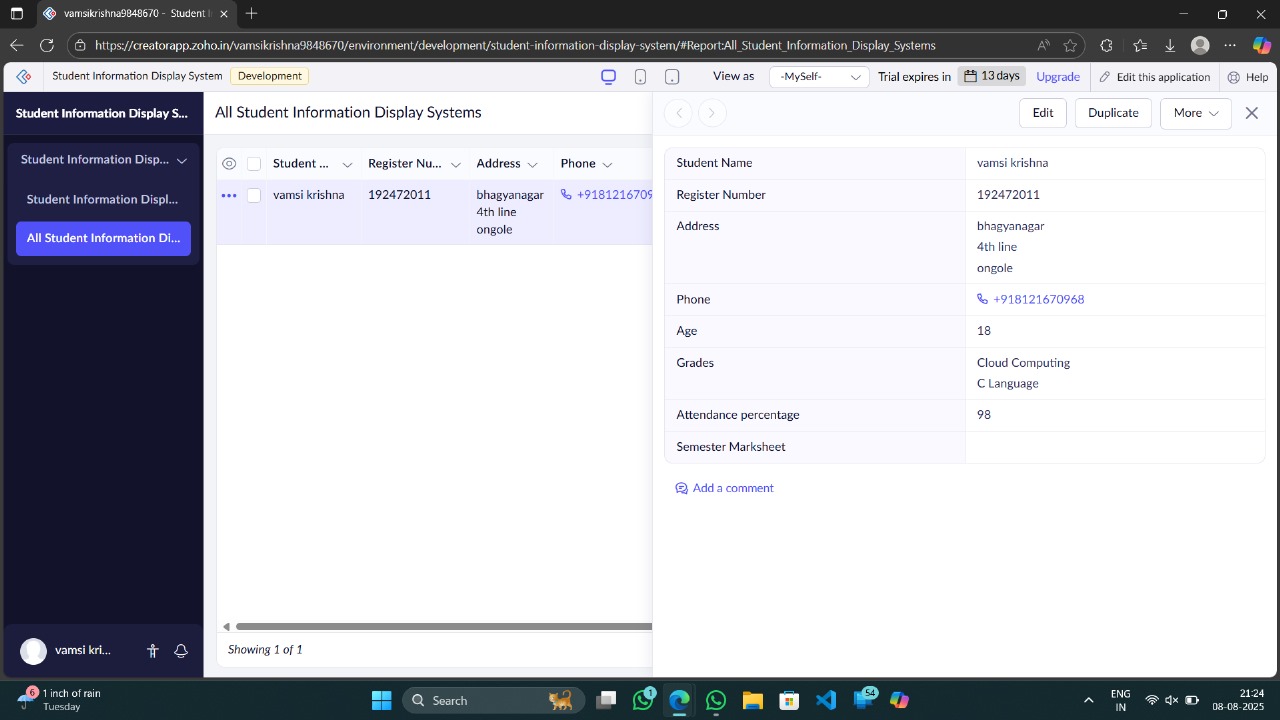 vamsikrishna9848670 - Student I
https://creatorapp.zoho.in/vamsikrishna9848670/environment/development/student-information-display-system/#Report:All_Student_Information_Display_Systems
Student Information Display System
Development
View as
-MySelf-
Trial expires in
13 days
Upgrade
Edit this application
Help
Student Information Display S...
All Student Information Display Systems
Edit
Duplicate
More
Student Information Disp...
Student Information Displ...
All Student Information Di...
Student ...
Register Nu...
Address
Phone
vamsi krishna
192472011
bhagyanagar
4th line
ongole
+9181216709
Student Name
vamsi krishna
Register Number
192472011
Address
bhagyanagar
4th line
ongole
Phone
+918121670968
Age
18
Grades
Cloud Computing
C Language
Attendance percentage
98
Semester Marksheet
Add a comment
Showing 1 of 1
vamsi kri...
6
1 inch of rain
Tuesday
Search
1
54
ENG
IN
21:24
08-08-2025